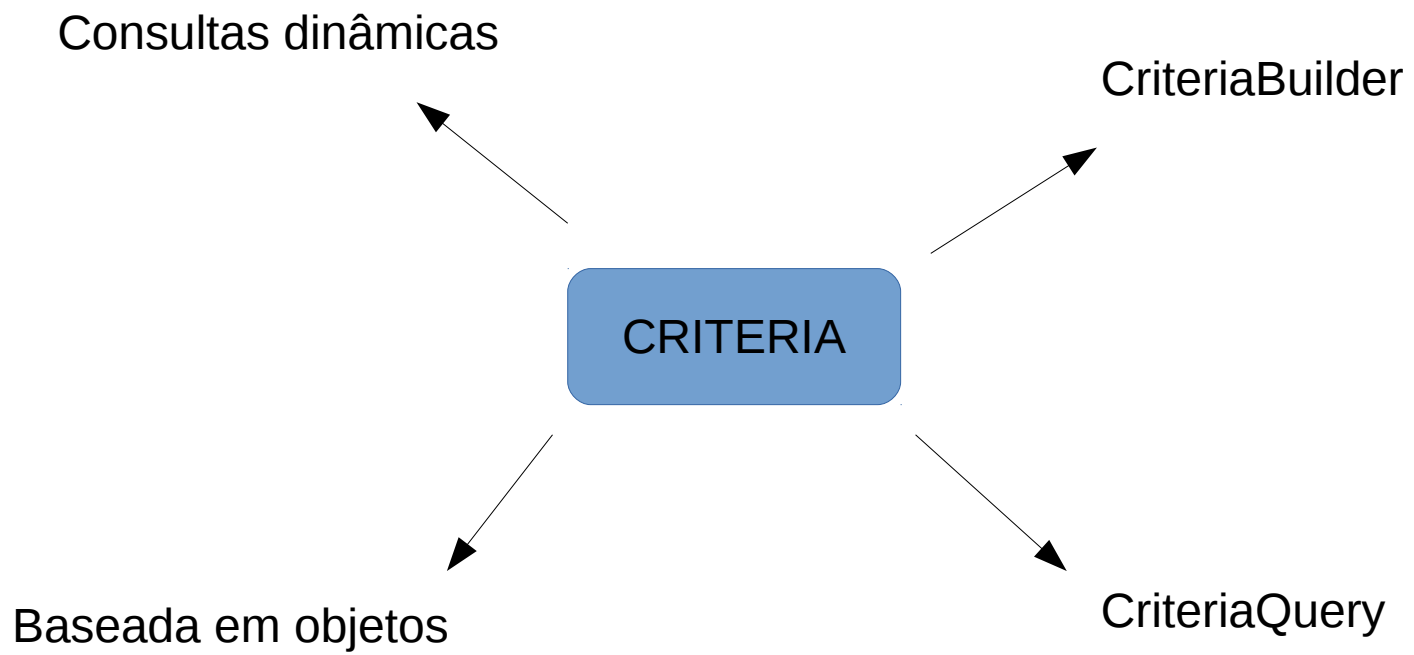 Consultas dinâmicas
CriteriaBuilder
CRITERIA
Baseada em objetos
CriteriaQuery